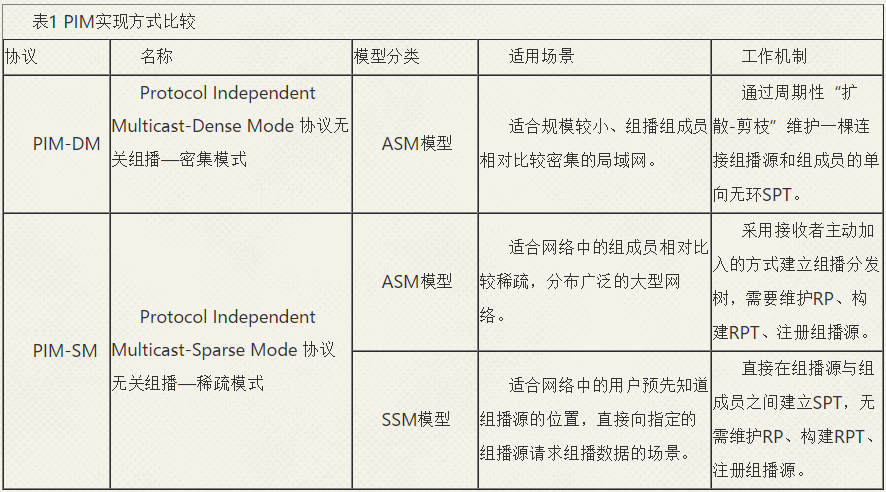 表1 PIM实现方式比较
协议
名称
模型分类
适用场景
工作机制
PIM-DM
Protocol Independent
Multicast-Dense Mode 协议无
关组播—密集模式
ASM模型
适合规模较小、组播组成员
相对比较密集的局域网。
通过周期性“扩
散-剪枝”维护一棵连
接组播源和组成员的单
向无环SPT。
PIM-SM
Protocol Independent
Multicast-Sparse Mode 协议
无关组播—稀疏模式
ASM模型
适合网络中的组成员相对比
较稀疏，分布广泛的大型网
络。
采用接收者主动加
入的方式建立组播分发
树，需要维护RP、构
建RPT、注册组播源。
SSM模型
适合网络中的用户预先知道
组播源的位置，直接向指定的
组播源请求组播数据的场景。
直接在组播源与组
成员之间建立SPT，无
需维护RP、构建RPT、
注册组播源。